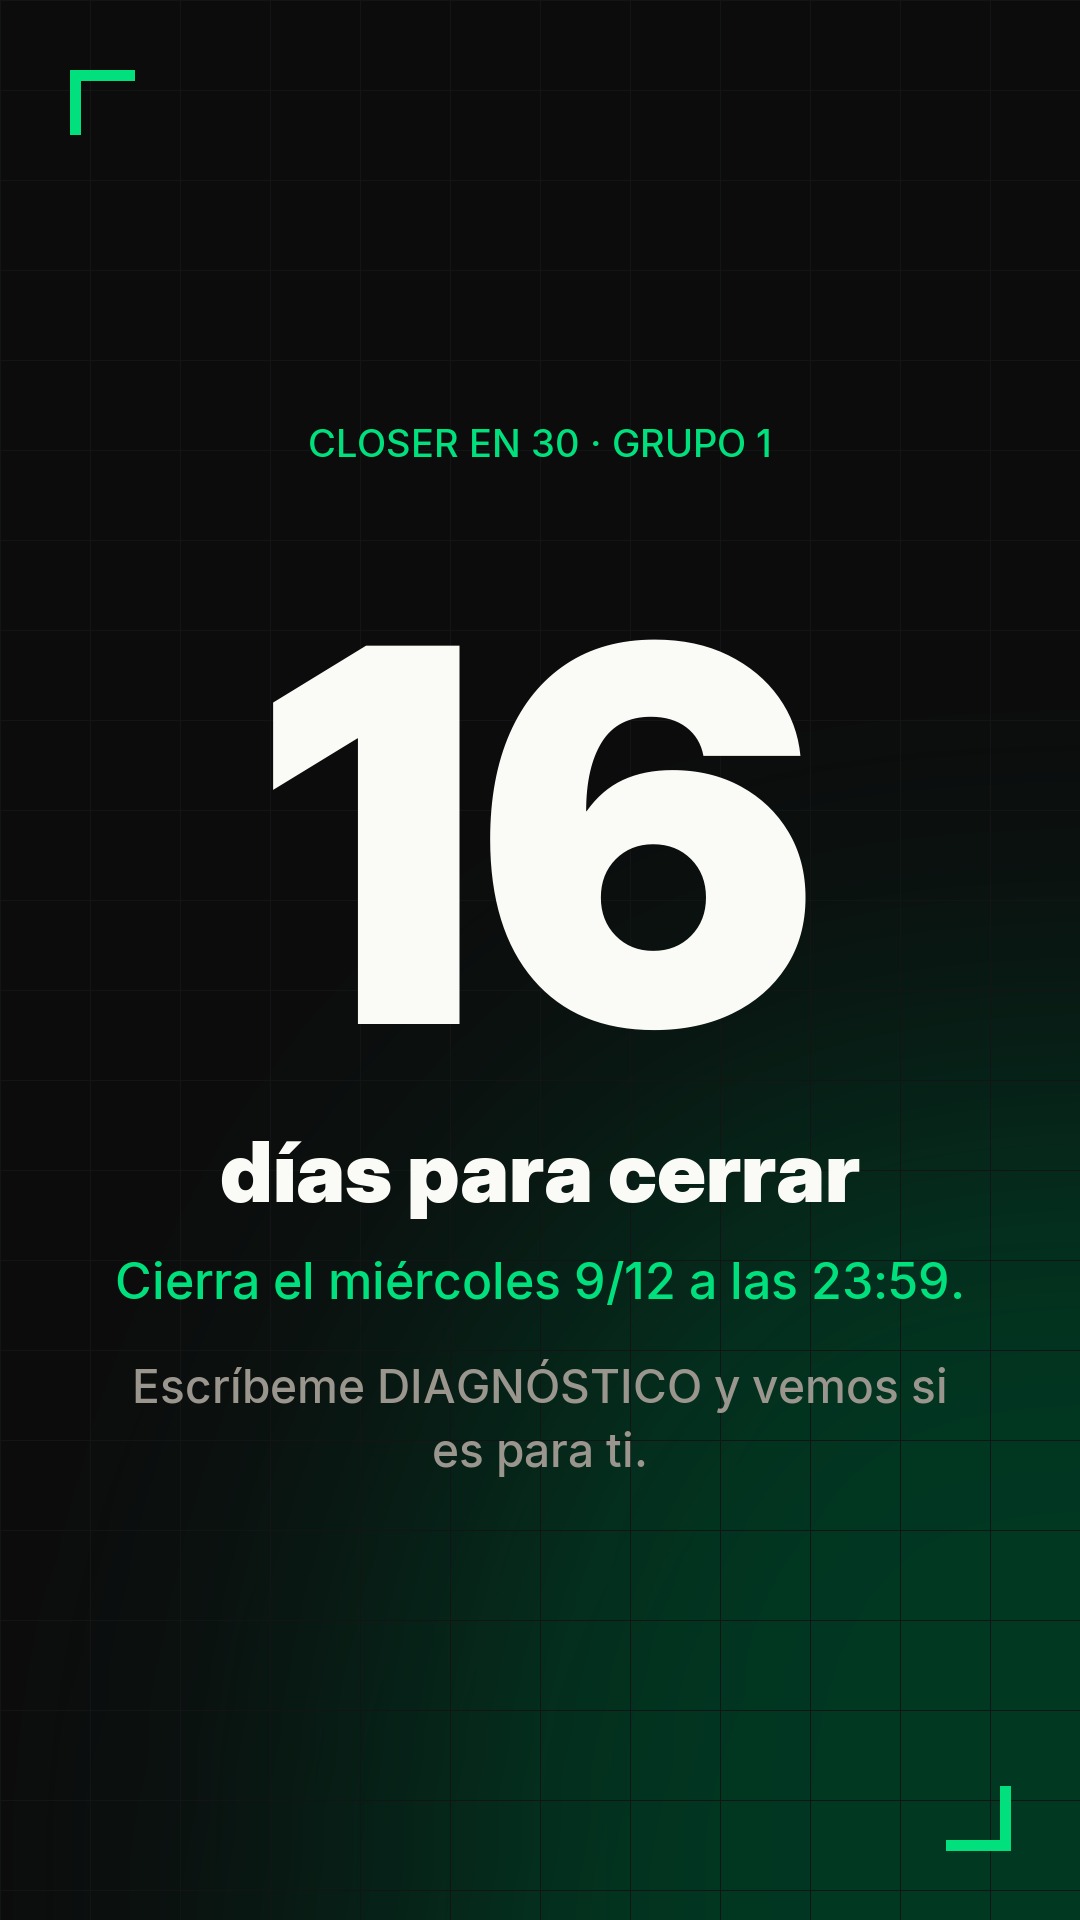 CLOSER EN 30 · GRUPO 1
16
días para cerrar
Cierra el miércoles 9/12 a las 23:59.
Escríbeme DIAGNÓSTICO y vemos si
es para ti.